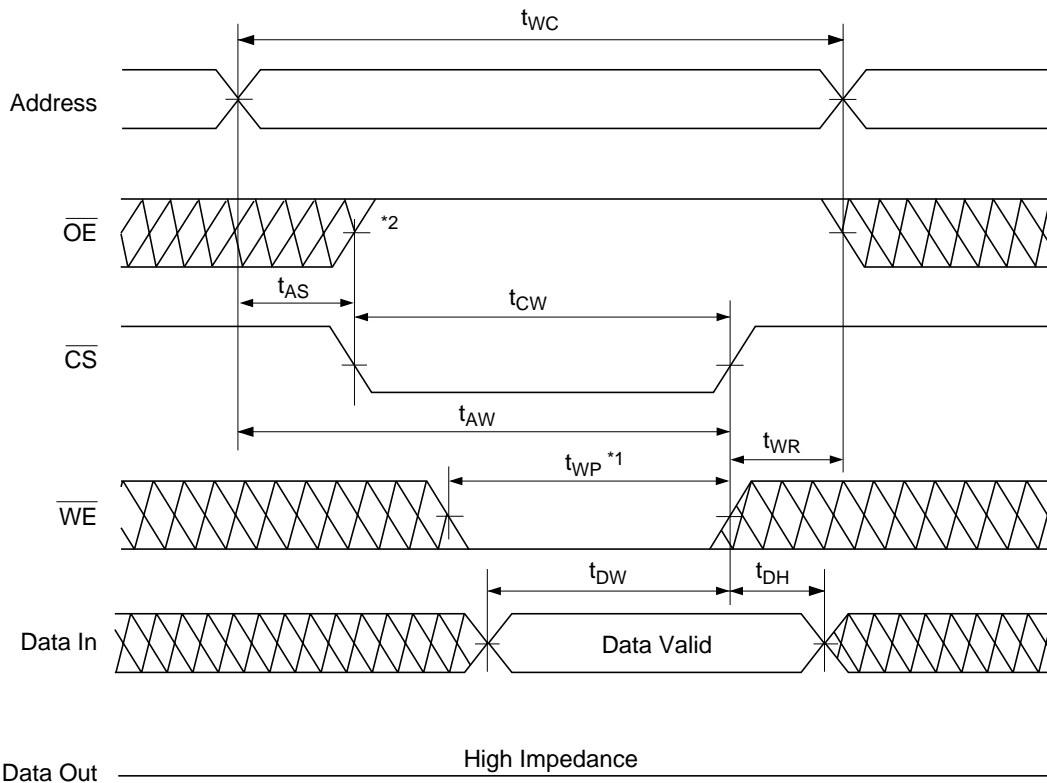 tWC
Address
OE
*2
tAS
tCW
CS
tAW
tWP *1
tWR
WE
tDW
tDH
Data In
Data Valid
High Impedance
Data Out